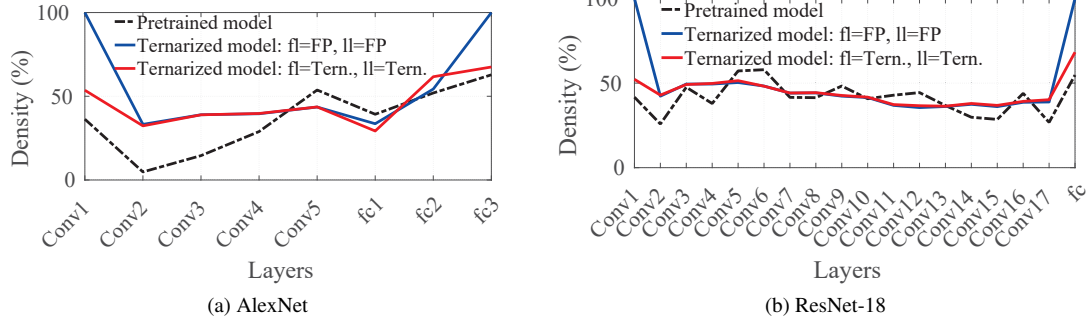 100
50
0
Density (%)
Pretrained model
Ternarized model: fl=FP, ll=FP
Ternarized model: fl=Tern., ll=Tern.
Conv1
Conv2
Conv3
Conv4
Conv5
fc1
fc2
fc3
Layers
(a) AlexNet
100
50
0
Density (%)
Pretrained model
Ternarized model: fl=FP, ll=FP
Ternarized model: fl=Tern., ll=Tern.
Conv1
Conv2
Conv3
Conv4
Conv5
Conv6
Conv7
Conv8
Conv9
Conv10
Conv11
Conv12
Conv13
Conv14
Conv15
Conv16
Conv17
fc
Layers
(b) ResNet-18